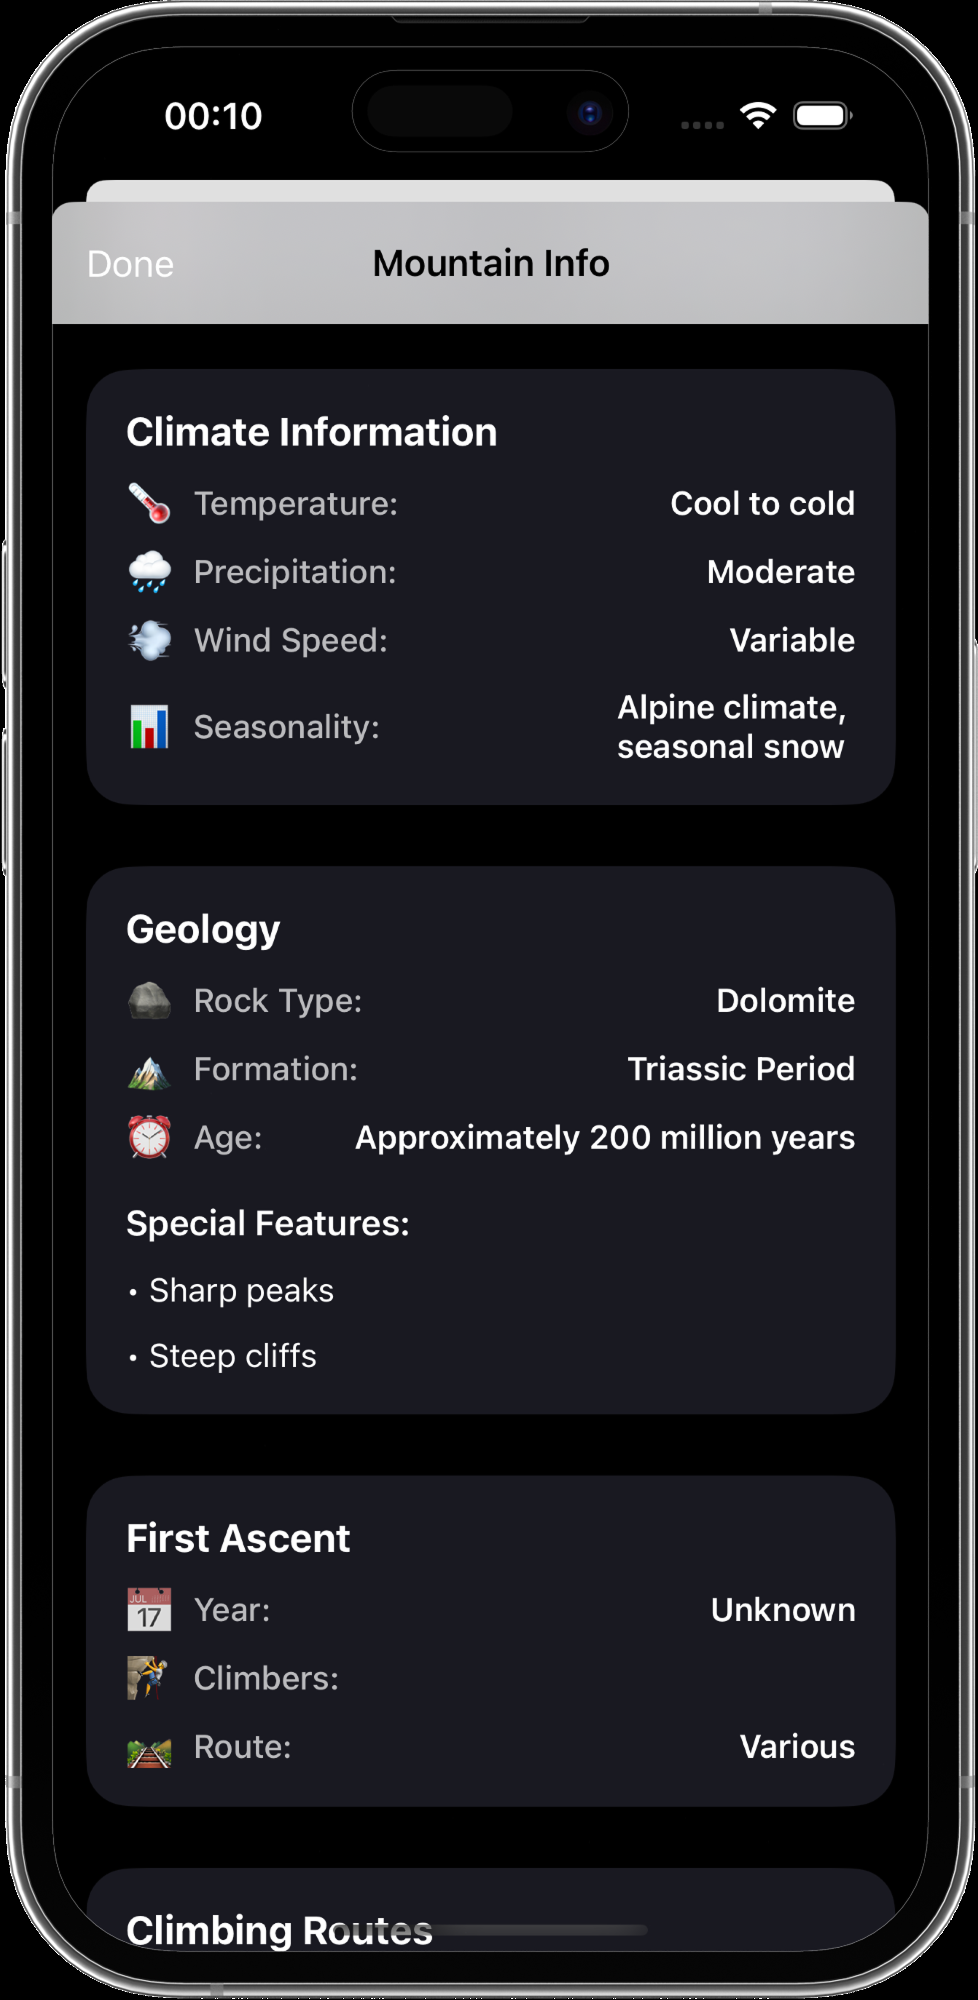 00:10
Done
Mountain Info
Climate Information
Temperature: Cool to cold
Precipitation: Moderate
Wind Speed: Variable
Seasonality: Alpine climate,
seasonal snow
Geology
Rock Type: Dolomite
Formation: Triassic Period
Age: Approximately 200 million years
Special Features:
• Sharp peaks
• Steep cliffs
First Ascent
JUL
17
Year: Unknown
Climbers:
Route: Various
Climbing Routes